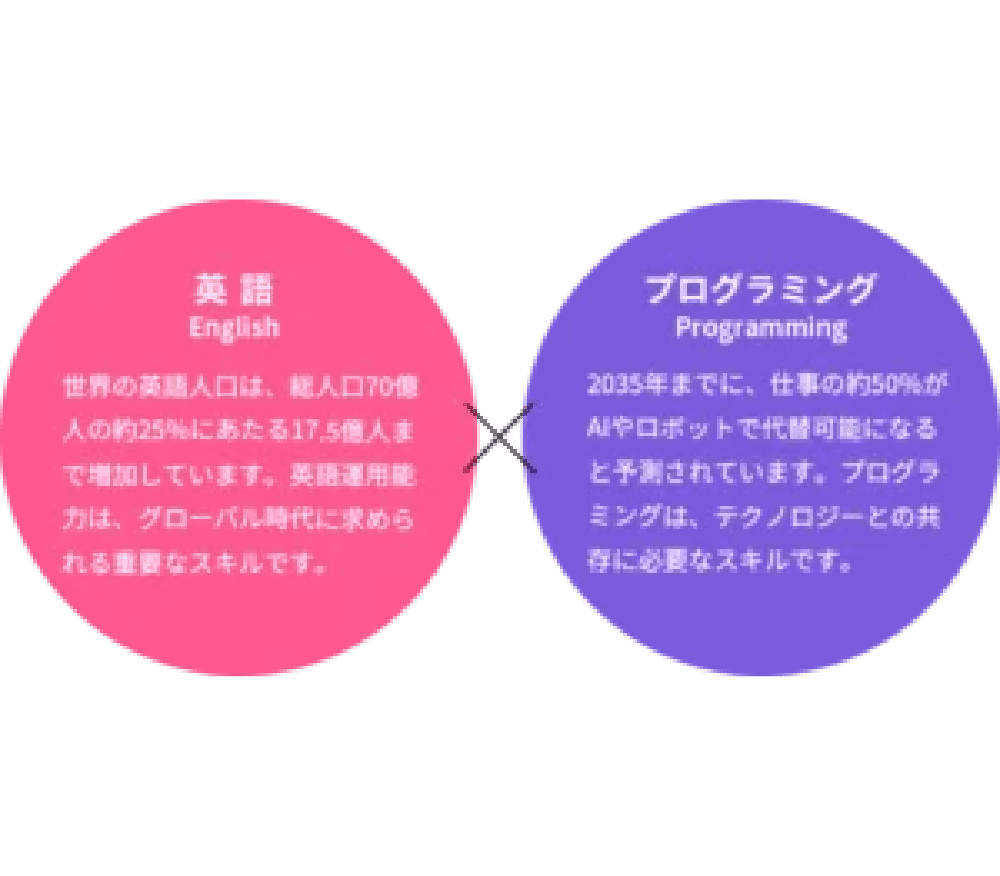 英語
English
世界の英語人口は、総人口70億
人の約25%にあたる17.5億人ま
で増加しています。英語運用能
力は、グローバル時代に求めら
れる重要なスキルです。
プログラミング
Programming
2035年までに、仕事の約50%が
AIやロボットで代替可能になる
と予測されています。プログラ
ミングは、テクノロジーとの共
存に必要なスキルです。